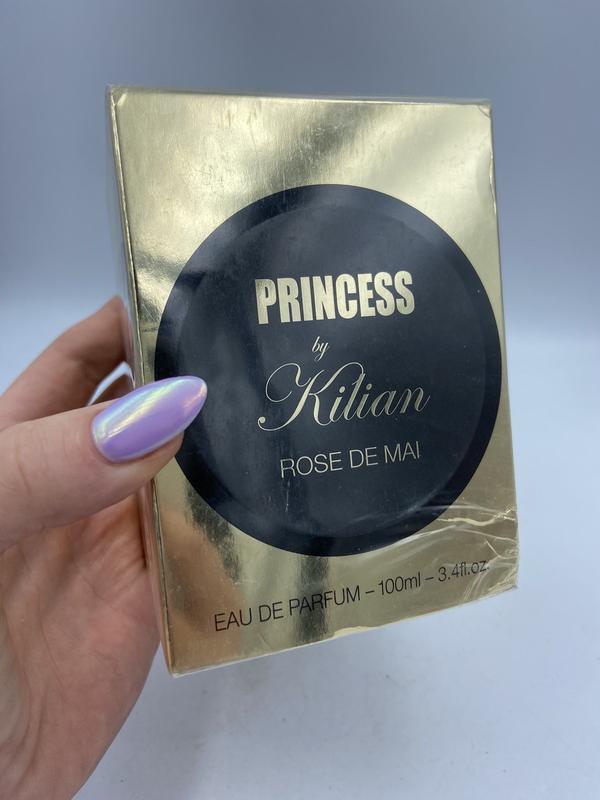 PRINCESS
by
Kilian
ROSE DE MAI
EAU DE PARFUM – 100ml – 3.4fl.oz.